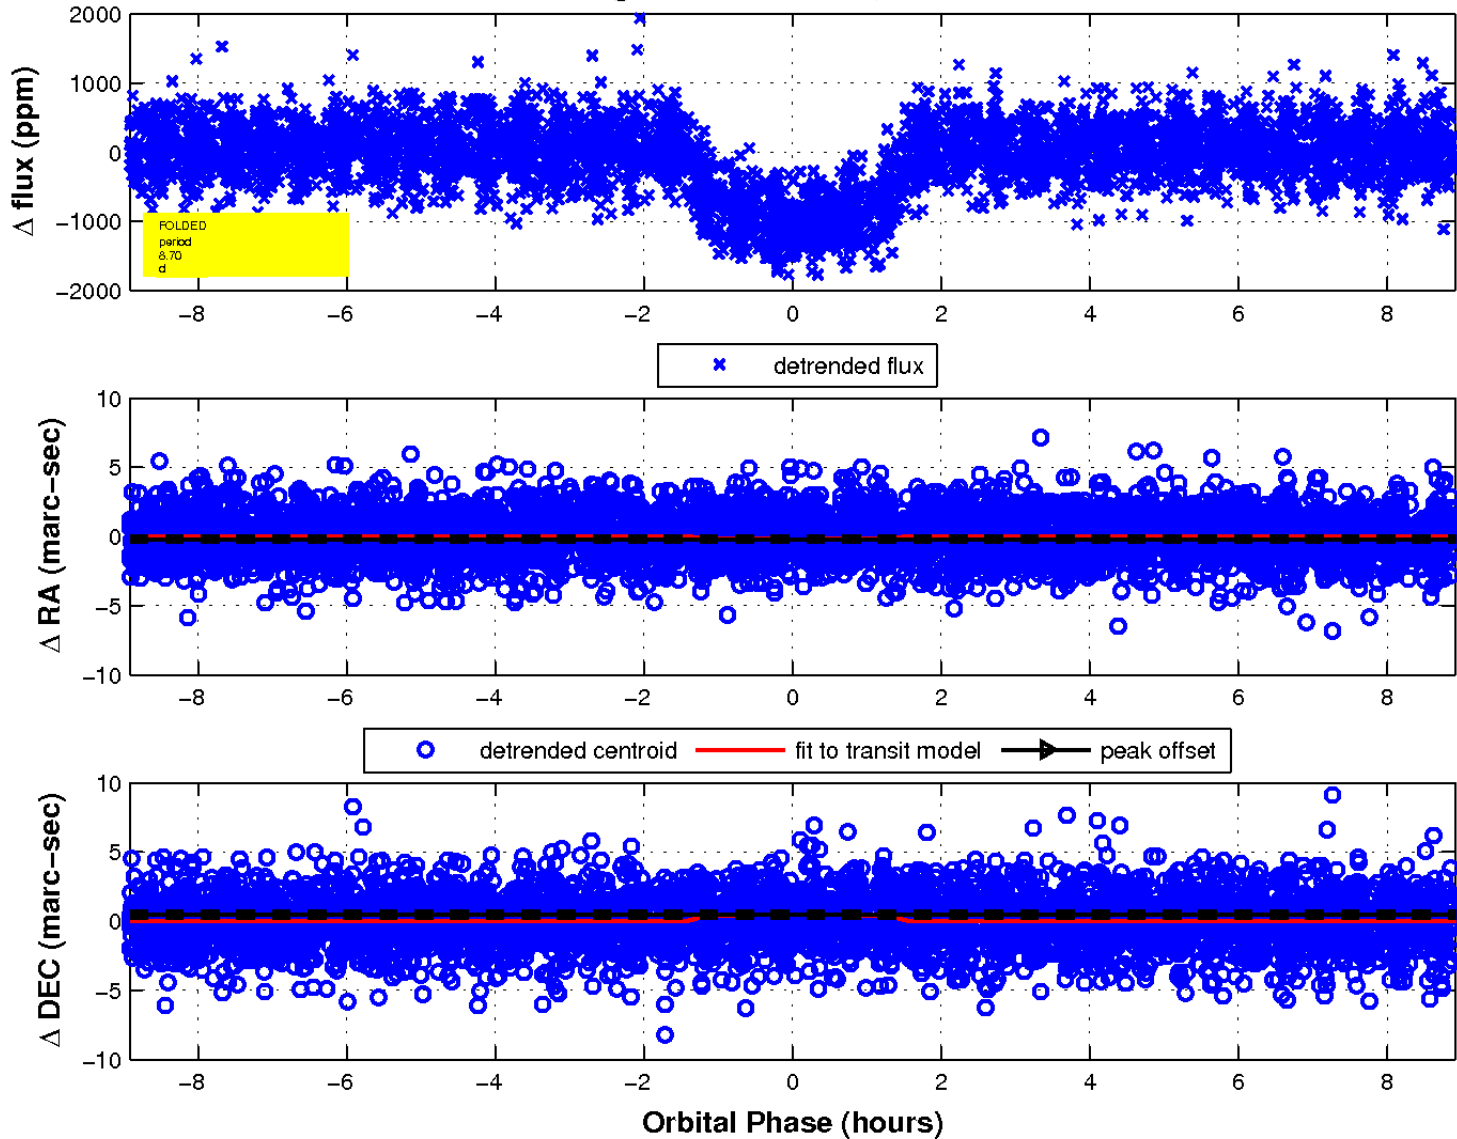 2000
1000
0
−1000
−2000
Δ flux (ppm)
FOLDED
period
8.70
d
−8 −6 −4 −2 0 2 4 6 8
detrended flux
10
5
0
−5
−10
Δ RA (marc−sec)
−8 −6 −4 −2 0 2 4 6 8
detrended centroid fit to transit model peak offset
10
5
0
−5
−10
Δ DEC (marc−sec)
−8 −6 −4 −2 0 2 4 6 8
Orbital Phase (hours)